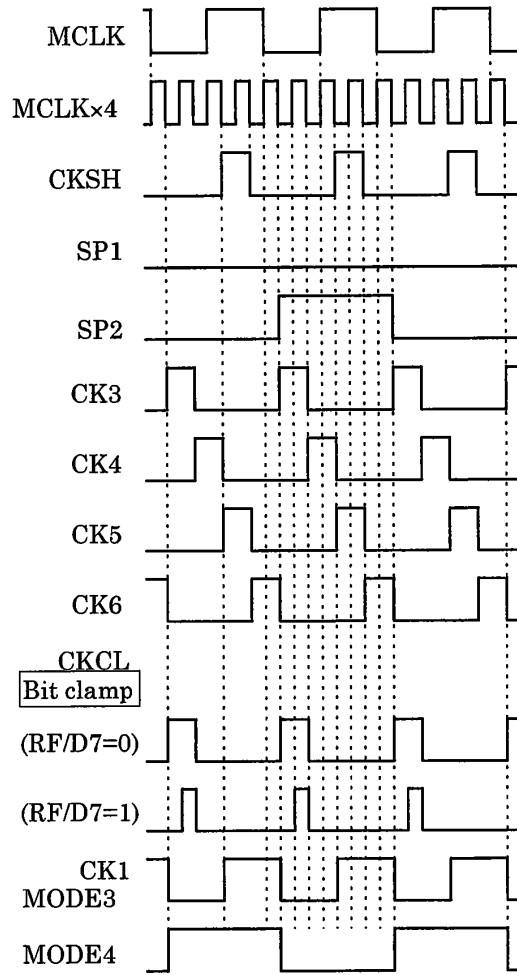 MCLK
MCLK×4
CKSH
SP1
SP2
CK3
CK4
CK5
CK6
CKCL
Bit clamp
(RF/D7=0)
(RF/D7=1)
CK1
MODE3
MODE4